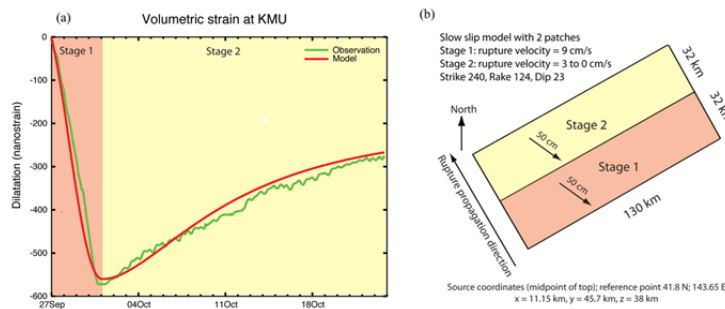 (a)
Volumetric strain at KMU
Stage 1
Stage 2
Observation
Model
0
-100
-200
-300
-400
-500
-600
Dilatation (nanostrain)
27Sep
04Oct
11Oct
18Oct
(b)
Slow slip model with 2 patches
Stage 1: rupture velocity = 9 cm/s
Stage 2: rupture velocity = 3 to 0 cm/s
Strike 240, Rake 124, Dip 23
North
Rupture propagation direction
Stage 2
50 cm
Stage 1
50 cm
32 km
32 km
130 km
Source coordinates (midpoint of top); reference point 41.8 N; 143.65 E
x = 11.15 km, y = 45.7 km, z = 38 km